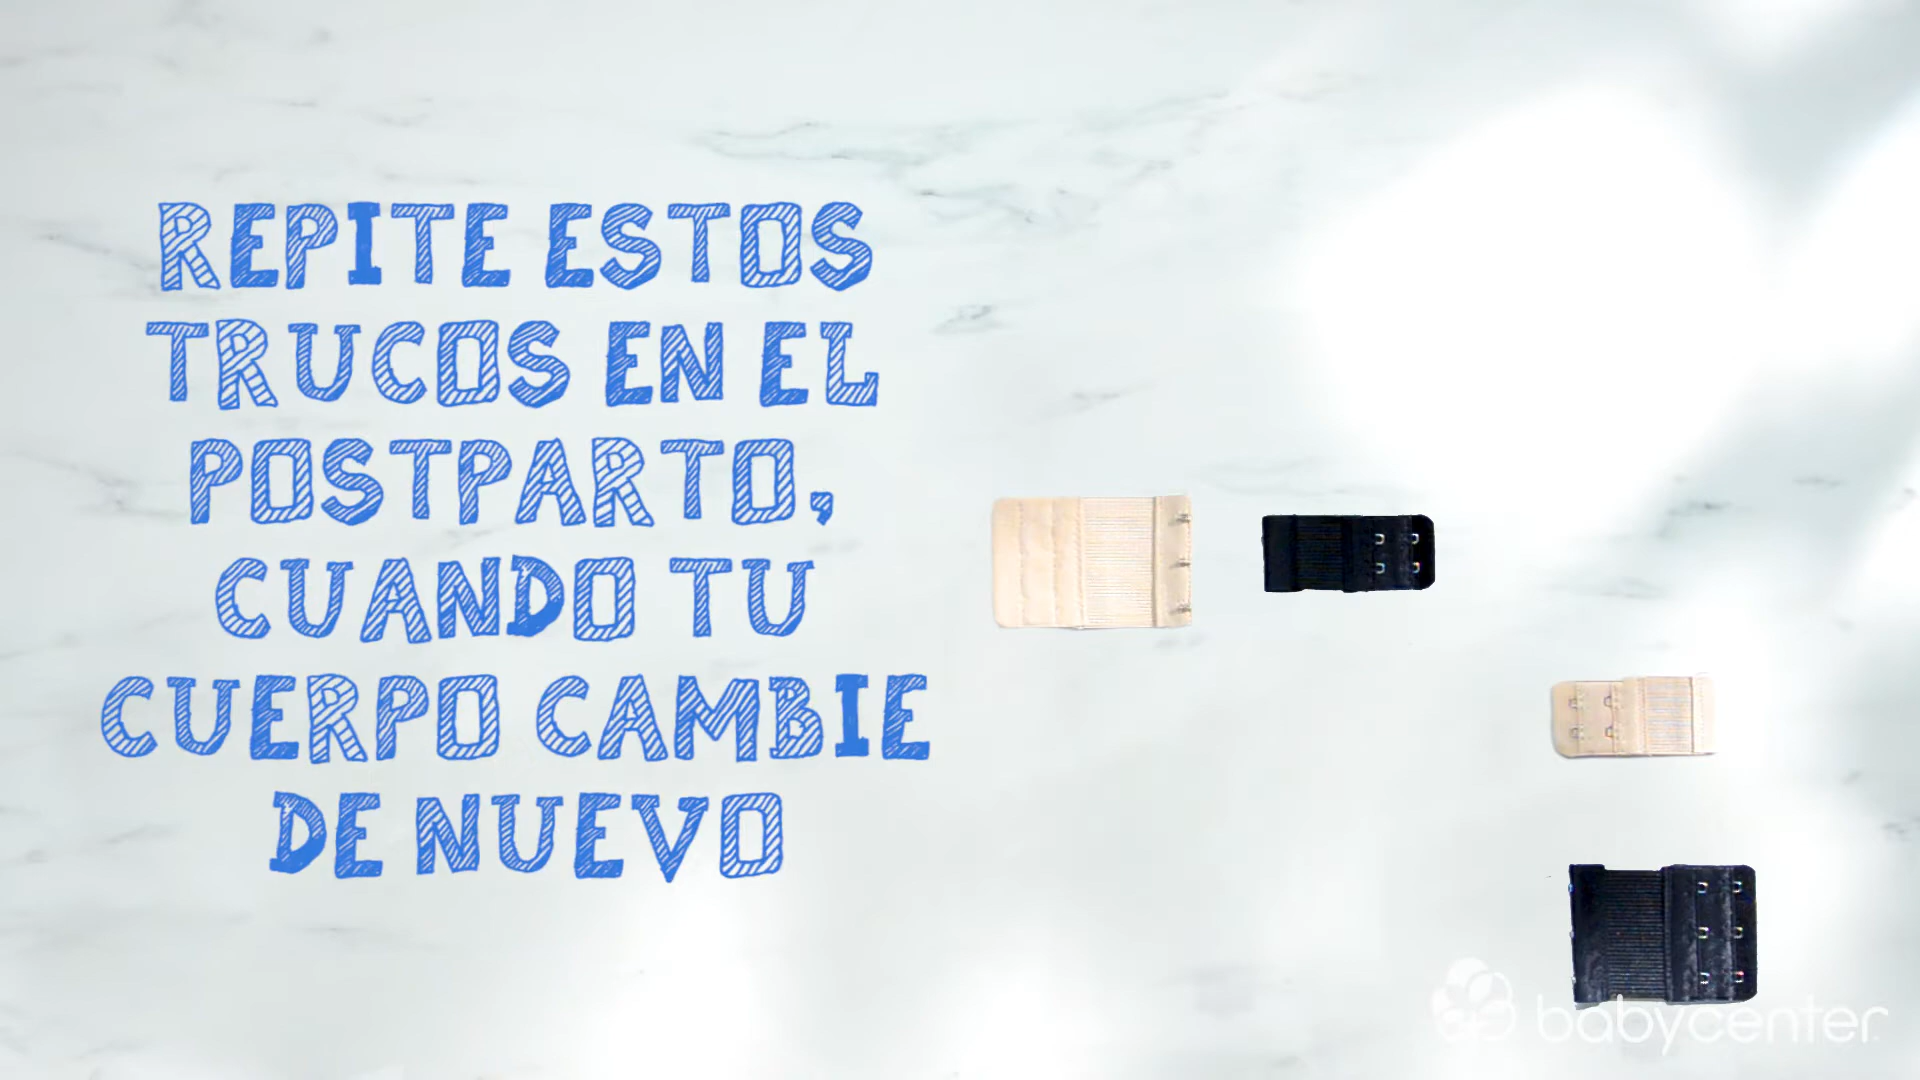 REPITE ESTOS
TRUCOS EN EL
POSTPARTO,
CUANDO TU
CUERPO CAMBIE
DE NUEVO
babycenter